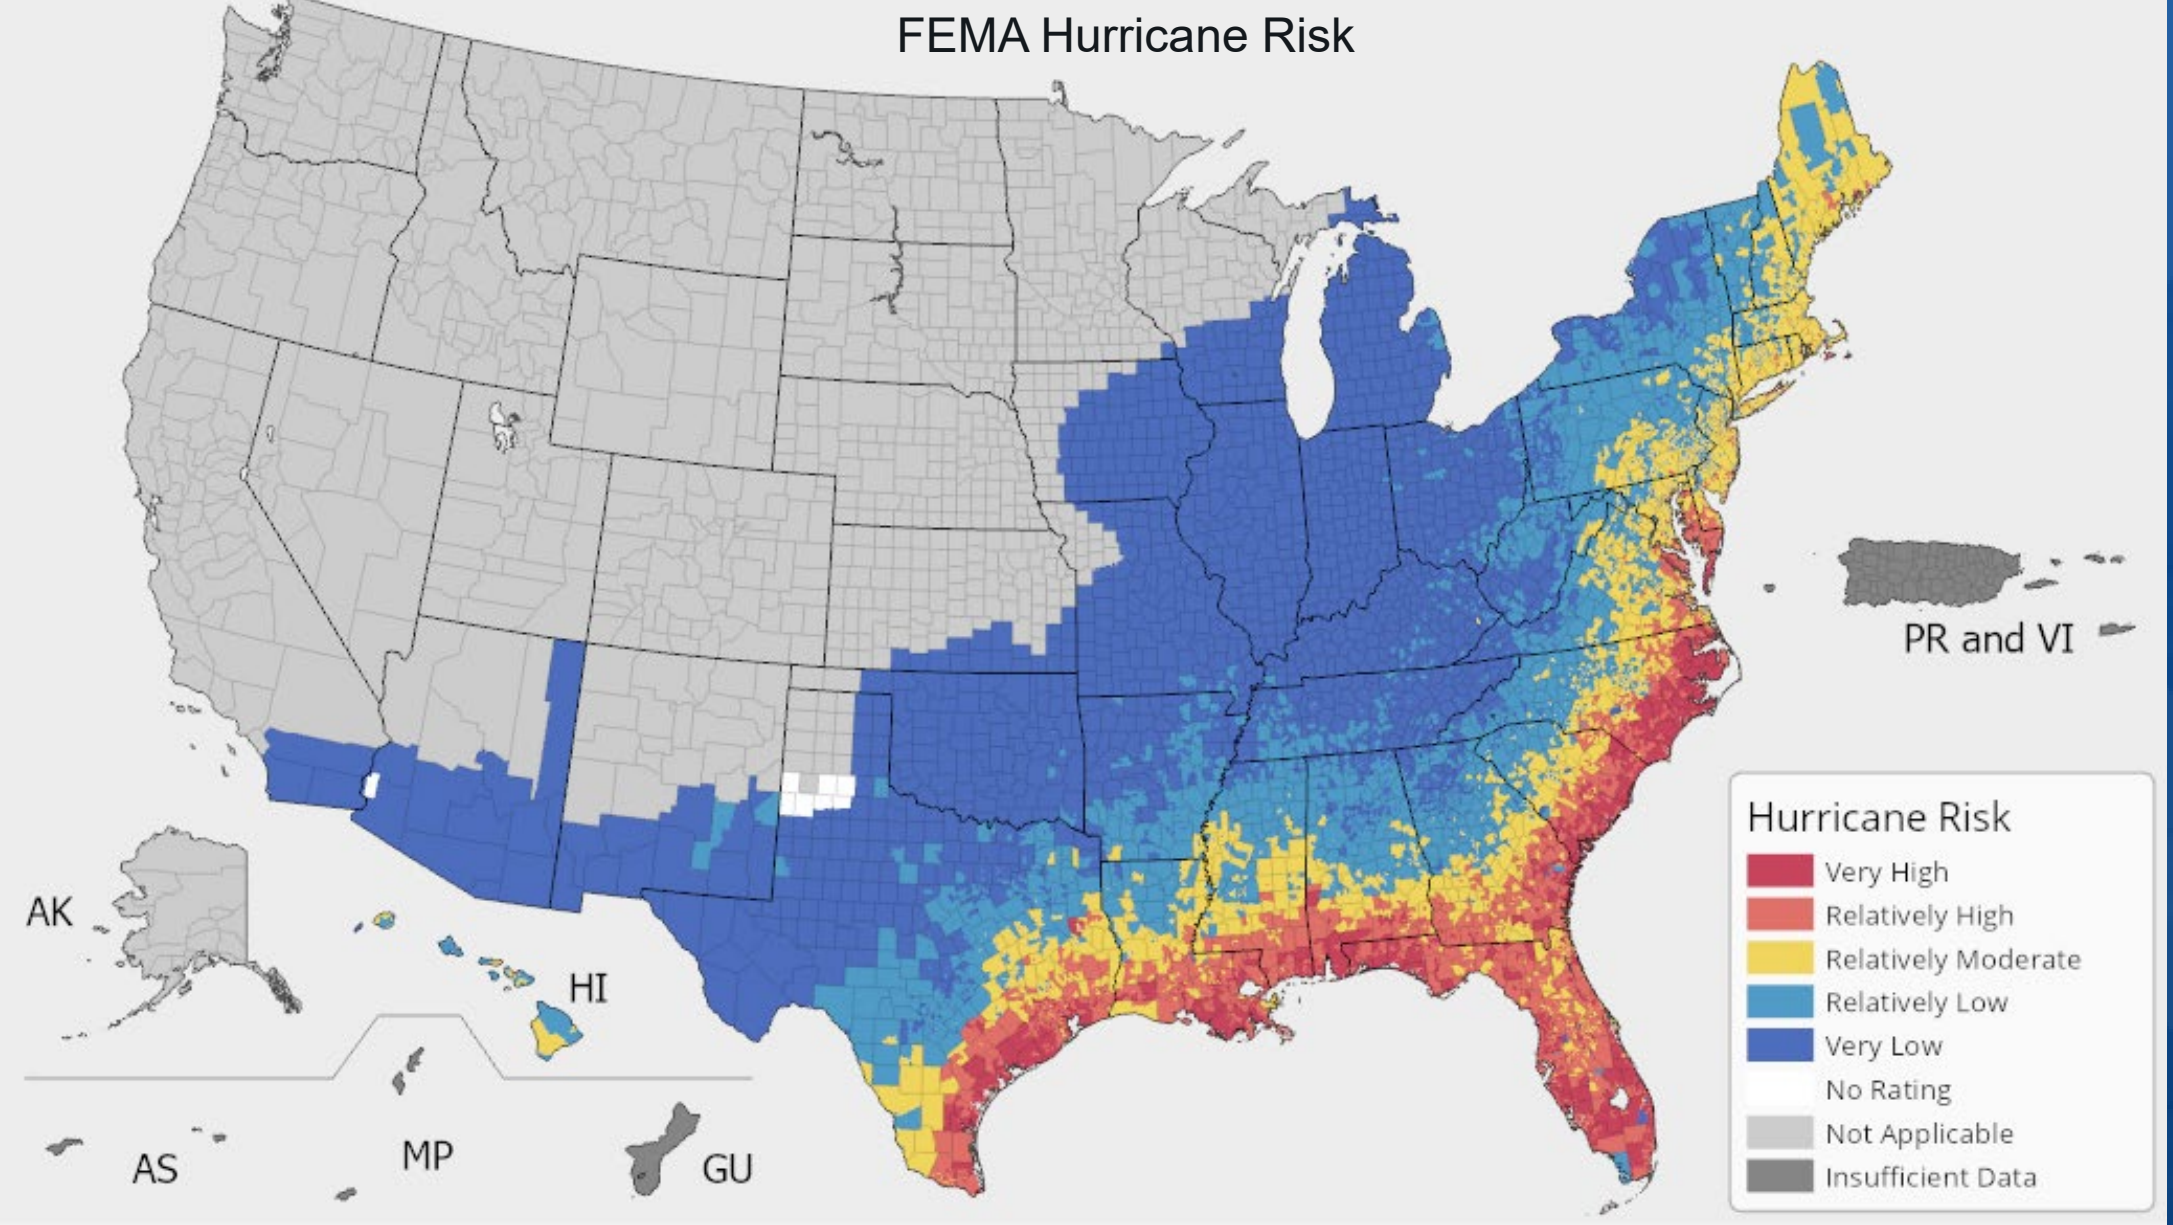 FEMA Hurricane Risk
PR and VI
AK
HI
AS
MP
GU
Hurricane Risk
Very High
Relatively High
Relatively Moderate
Relatively Low
Very Low
No Rating
Not Applicable
Insufficient Data